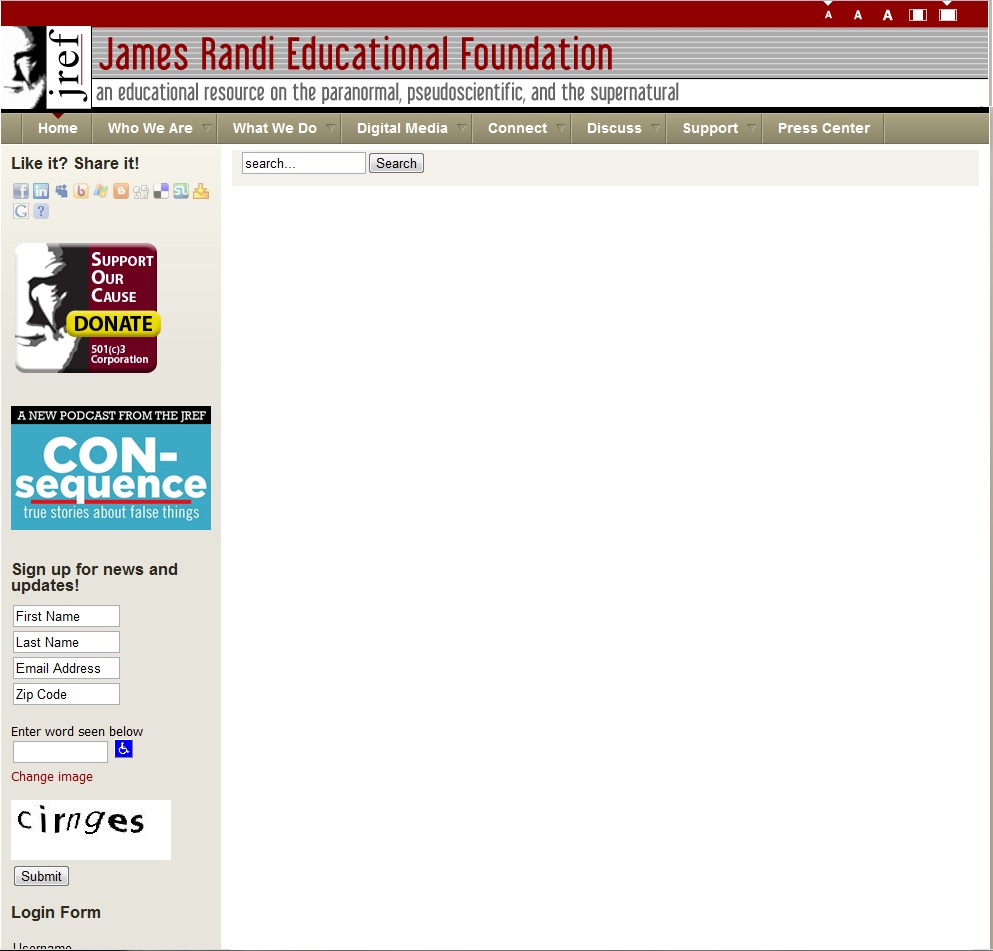 A A A
jref
James Randi Educational Foundation
an educational resource on the paranormal, pseudoscientific, and the supernatural
Home Who We Are What We Do Digital Media Connect Discuss Support Press Center
Like it? Share it!
search... Search
SUPPORT
OUR
CAUSE
DONATE
501(c)3
Corporation
A NEW PODCAST FROM THE JREF
CON-
sequence
true stories about false things
Sign up for news and
updates!
First Name
Last Name
Email Address
Zip Code
Enter word seen below
Change image
cirnges
Submit
Login Form
Username